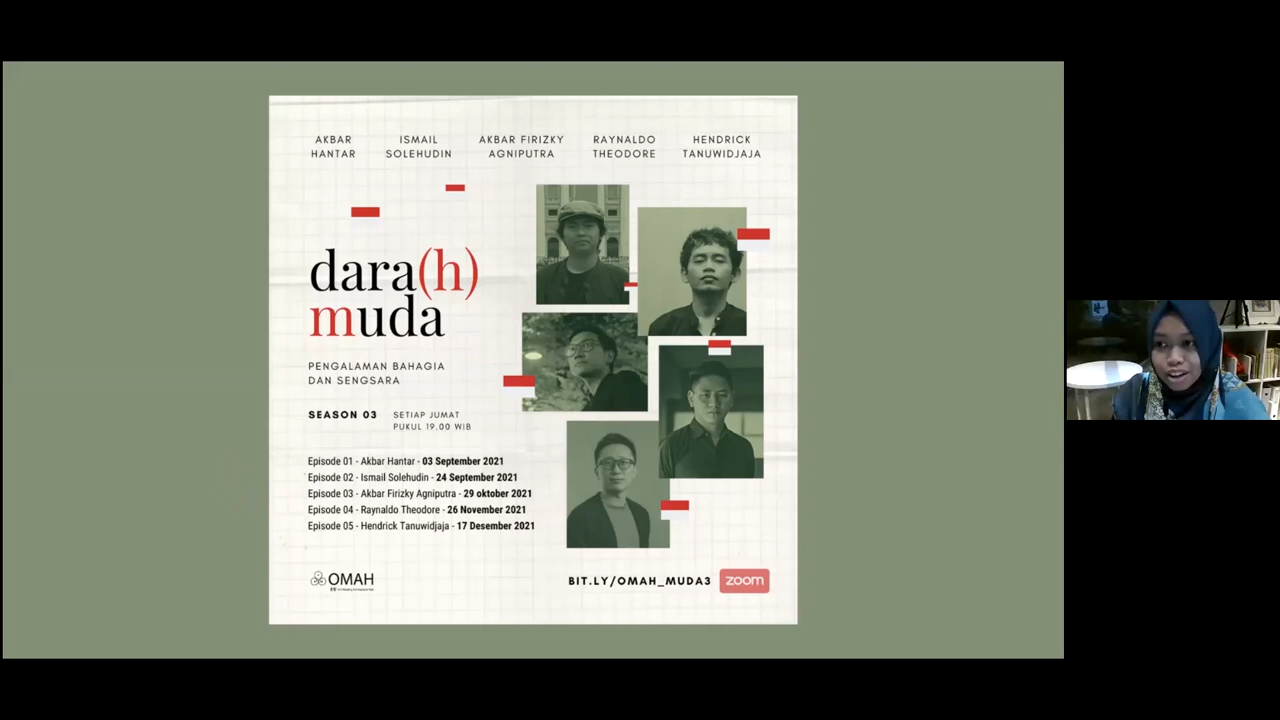 AKBAR
HANTAR
ISMAIL
SOLEHUDIN
AKBAR FIRIZKY
AGNIPUTRA
RAYNALDO
THEODORE
HENDRICK
TANUWIDJAJA
dara(h)
muda
PENGALAMAN BAHAGIA
DAN SENGSARA
SEASON 03
SETIAP JUMAT
PUKUL 19.00 WIB
Episode 01 - Akbar Hantar - 03 September 2021
Episode 02 - Ismail Solehudin - 24 September 2021
Episode 03 - Akbar Firizky Agniputra - 29 oktober 2021
Episode 04 - Raynaldo Theodore - 26 November 2021
Episode 05 - Hendrick Tanuwidjaja - 17 Desember 2021
OMAH
BIT.LY/OMAH_MUDA3
zoom